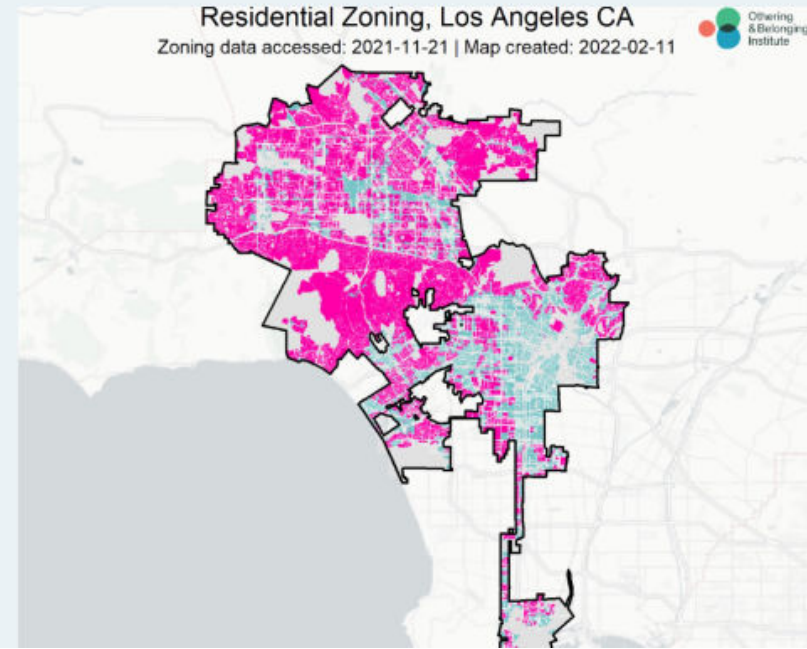 Residential Zoning, Los Angeles CA
Zoning data accessed: 2021-11-21 | Map created: 2022-02-11
Othering
& Belonging
Institute